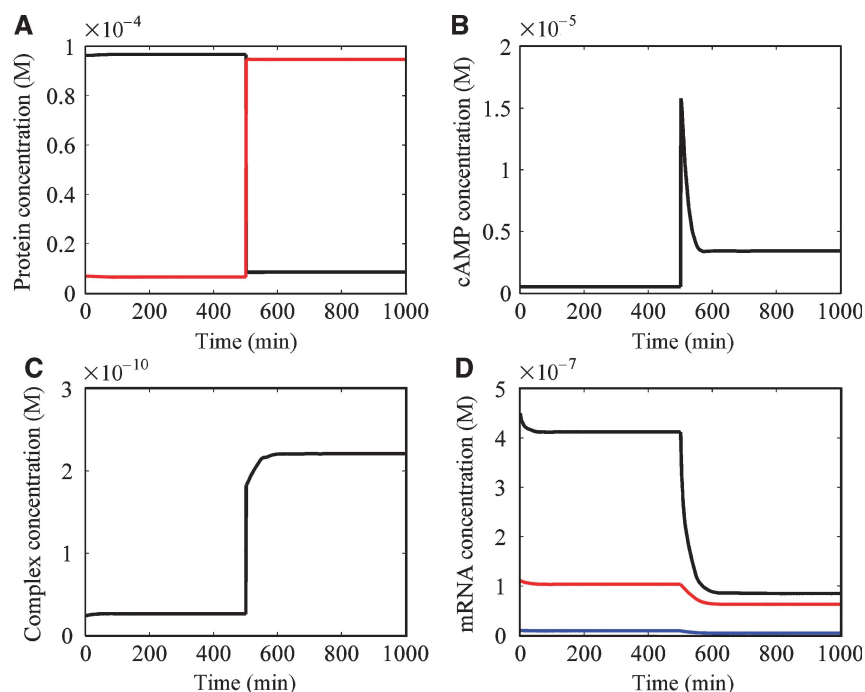 A
×10⁻⁴
Protein concentration (M)
1
0.8
0.6
0.4
0.2
0
0 200 400 600 800 1000
Time (min)
B
×10⁻⁵
cAMP concentration (M)
2
1.5
1
0.5
0
0 200 400 600 800 1000
Time (min)
C
×10⁻¹⁰
Complex concentration (M)
3
2
1
0
0 200 400 600 800 1000
Time (min)
D
×10⁻⁷
mRNA concentration (M)
5
4
3
2
1
0
0 200 400 600 800 1000
Time (min)